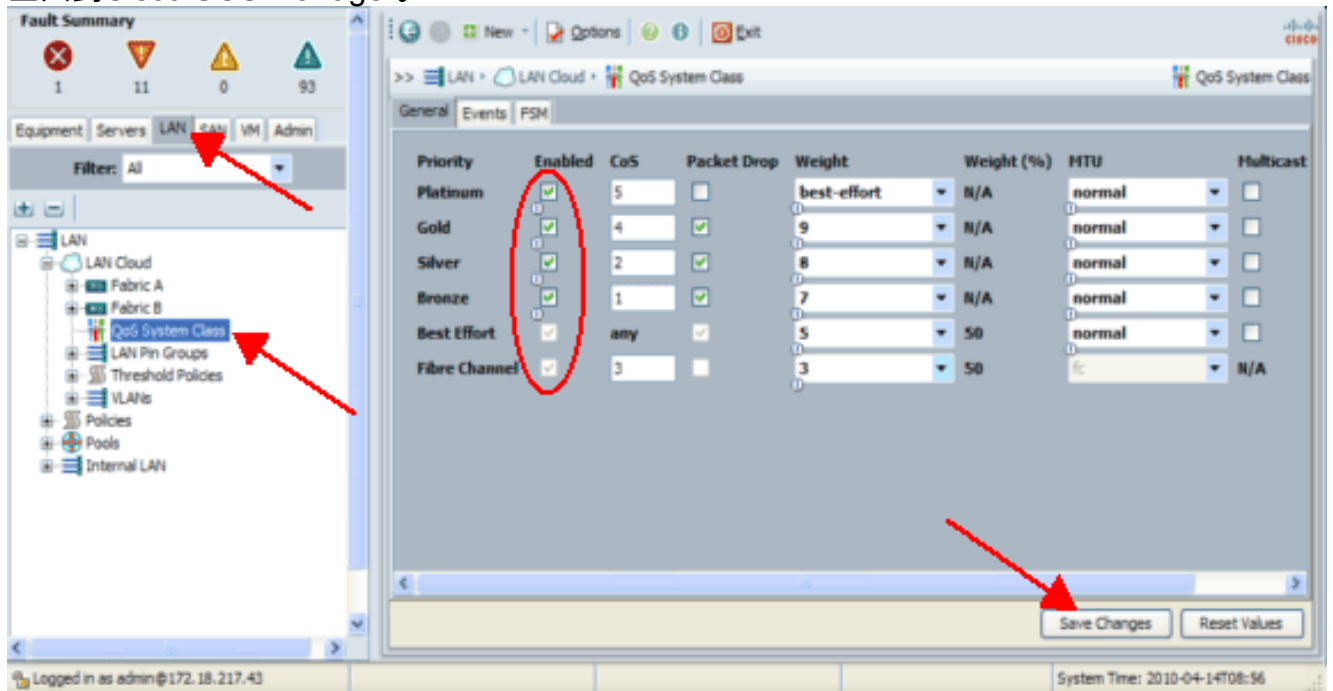 Fault Summary
1 11 0 93
Equipment Servers LAN SAN VM Admin
Filter: All
LAN
LAN Cloud
Fabric A
Fabric B
QoS System Class
LAN Pin Groups
Threshold Policies
VLANs
Policies
Pools
Internal LAN
New Options Exit
CISCO
>> LAN LAN Cloud QoS System Class QoS System Class
General Events FSM
Priority Enabled CoS Packet Drop Weight Weight (%) MTU Multicast
Platinum 5 best-effort N/A normal
Gold 4 9 N/A normal
Silver 2 8 N/A normal
Bronze 1 7 N/A normal
Best Effort any 5 50 normal
Fibre Channel 3 3 50 fc N/A
Save Changes Reset Values
Logged in as admin@172.18.217.43 System Time: 2010-04-14T08:56